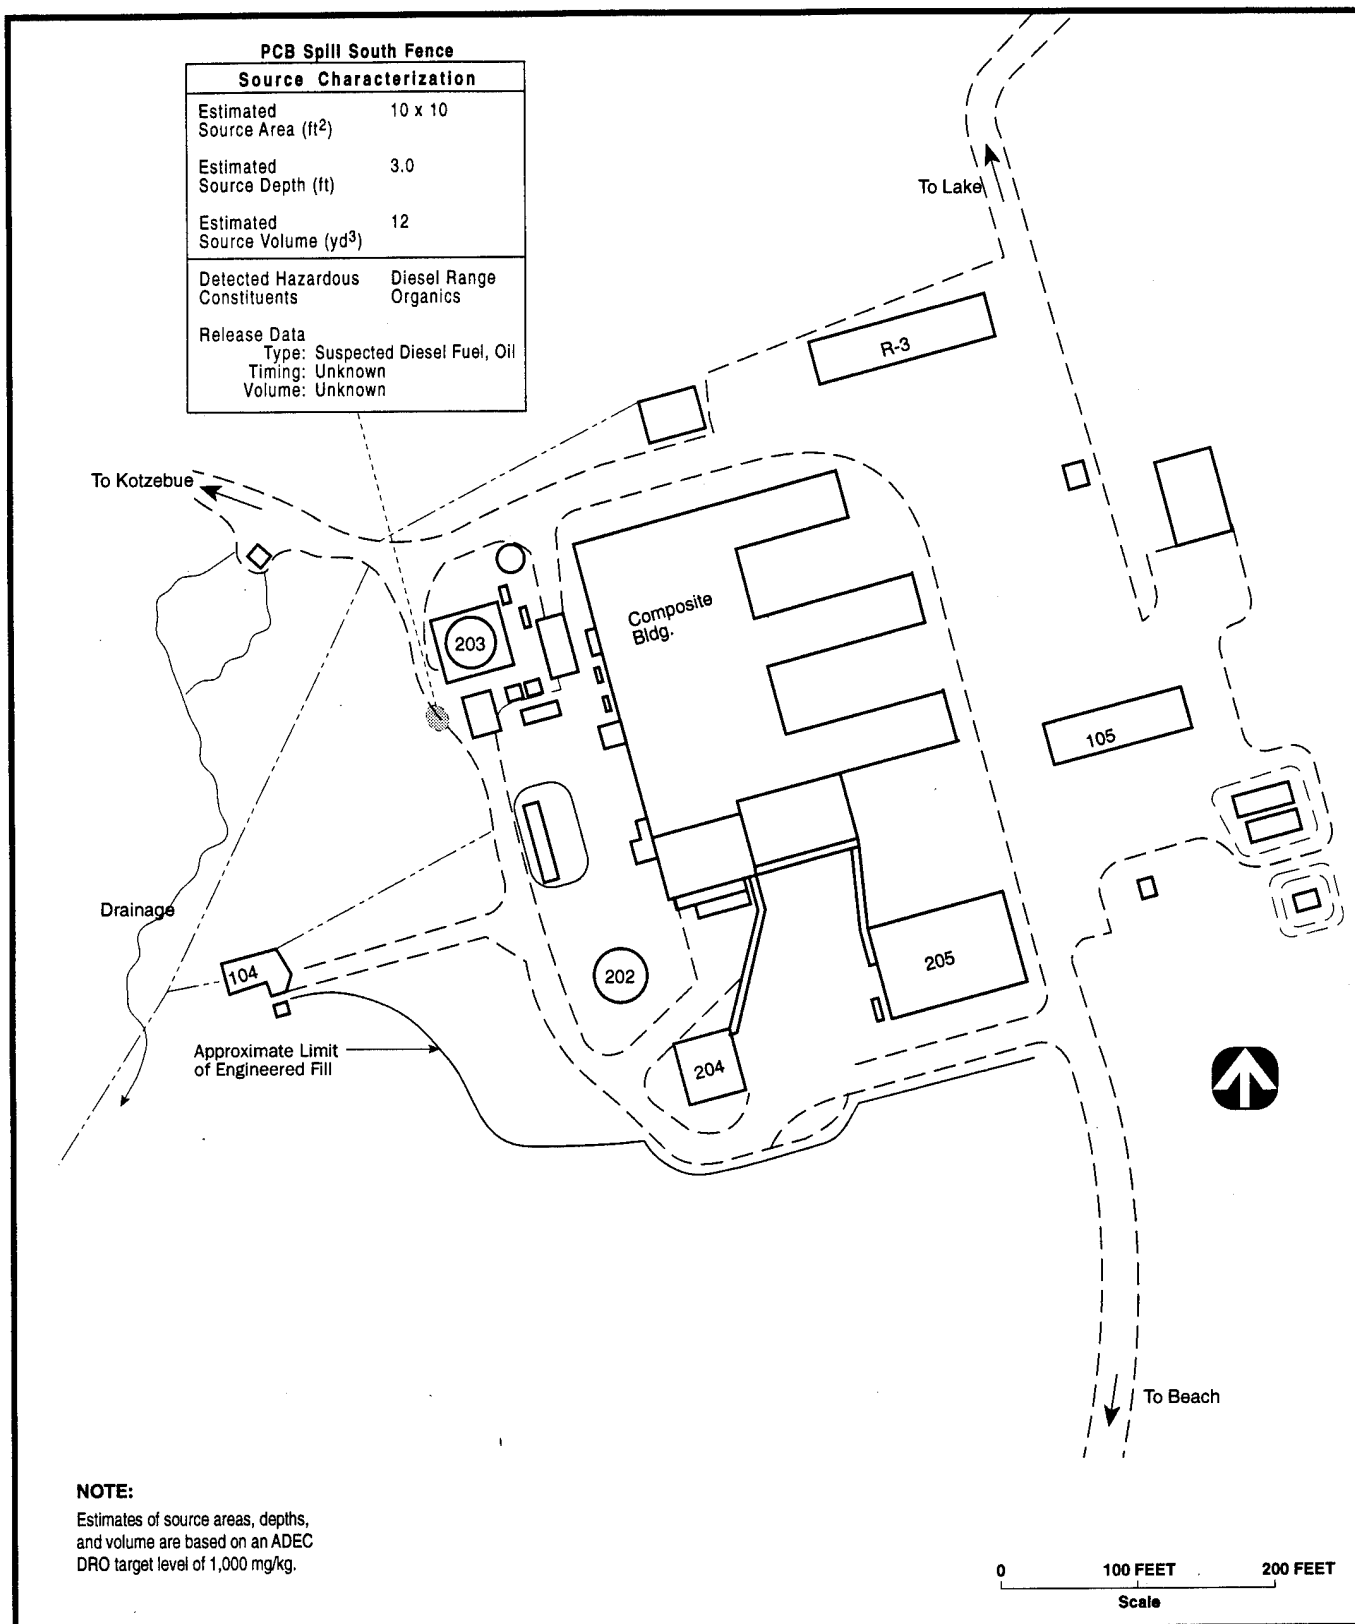 PCB Spill South Fence
Source Characterization
Estimated 10 x 10
Source Area (ft²)
Estimated 3.0
Source Depth (ft)
Estimated 12
Source Volume (yd³)
Detected Hazardous Diesel Range
Constituents Organics
Release Data
Type: Suspected Diesel Fuel, Oil
Timing: Unknown
Volume: Unknown
To Lake
R-3
To Kotzebue
Composite
Bldg.
203
105
Drainage
104
202
205
Approximate Limit
of Engineered Fill
204
To Beach
NOTE:
Estimates of source areas, depths,
and volume are based on an ADEC
DRO target level of 1,000 mg/kg.
0 100 FEET 200 FEET
Scale